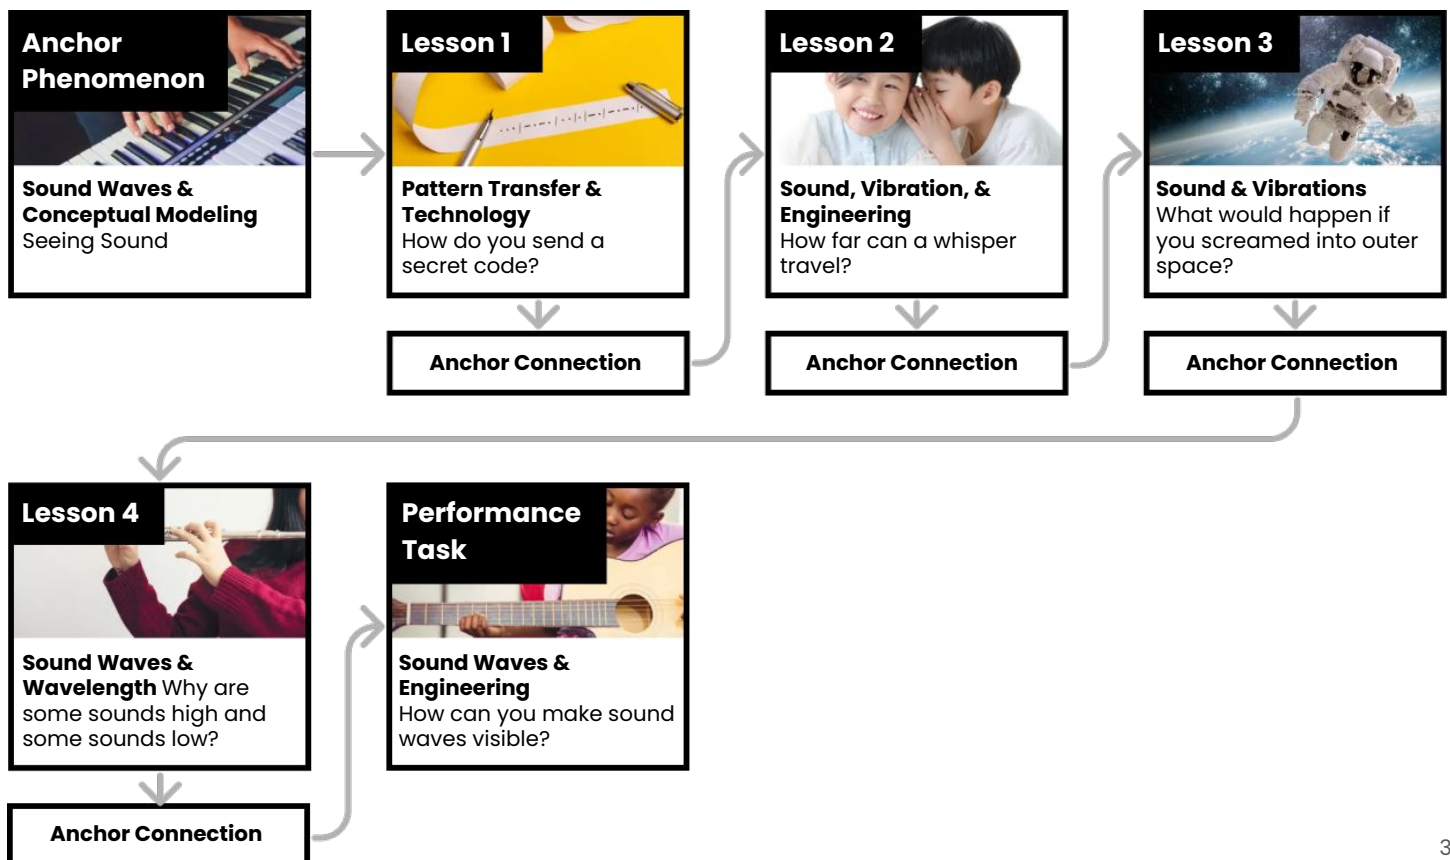 Anchor
Phenomenon
Sound Waves &
Conceptual Modeling
Seeing Sound
Lesson 1
Pattern Transfer &
Technology
How do you send a
secret code?
Anchor Connection
Lesson 2
Sound, Vibration, &
Engineering
How far can a whisper
travel?
Anchor Connection
Lesson 3
Sound & Vibrations
What would happen if
you screamed into outer
space?
Anchor Connection
Lesson 4
Sound Waves &
Wavelength Why are
some sounds high and
some sounds low?
Anchor Connection
Performance
Task
Sound Waves &
Engineering
How can you make sound
waves visible?
3